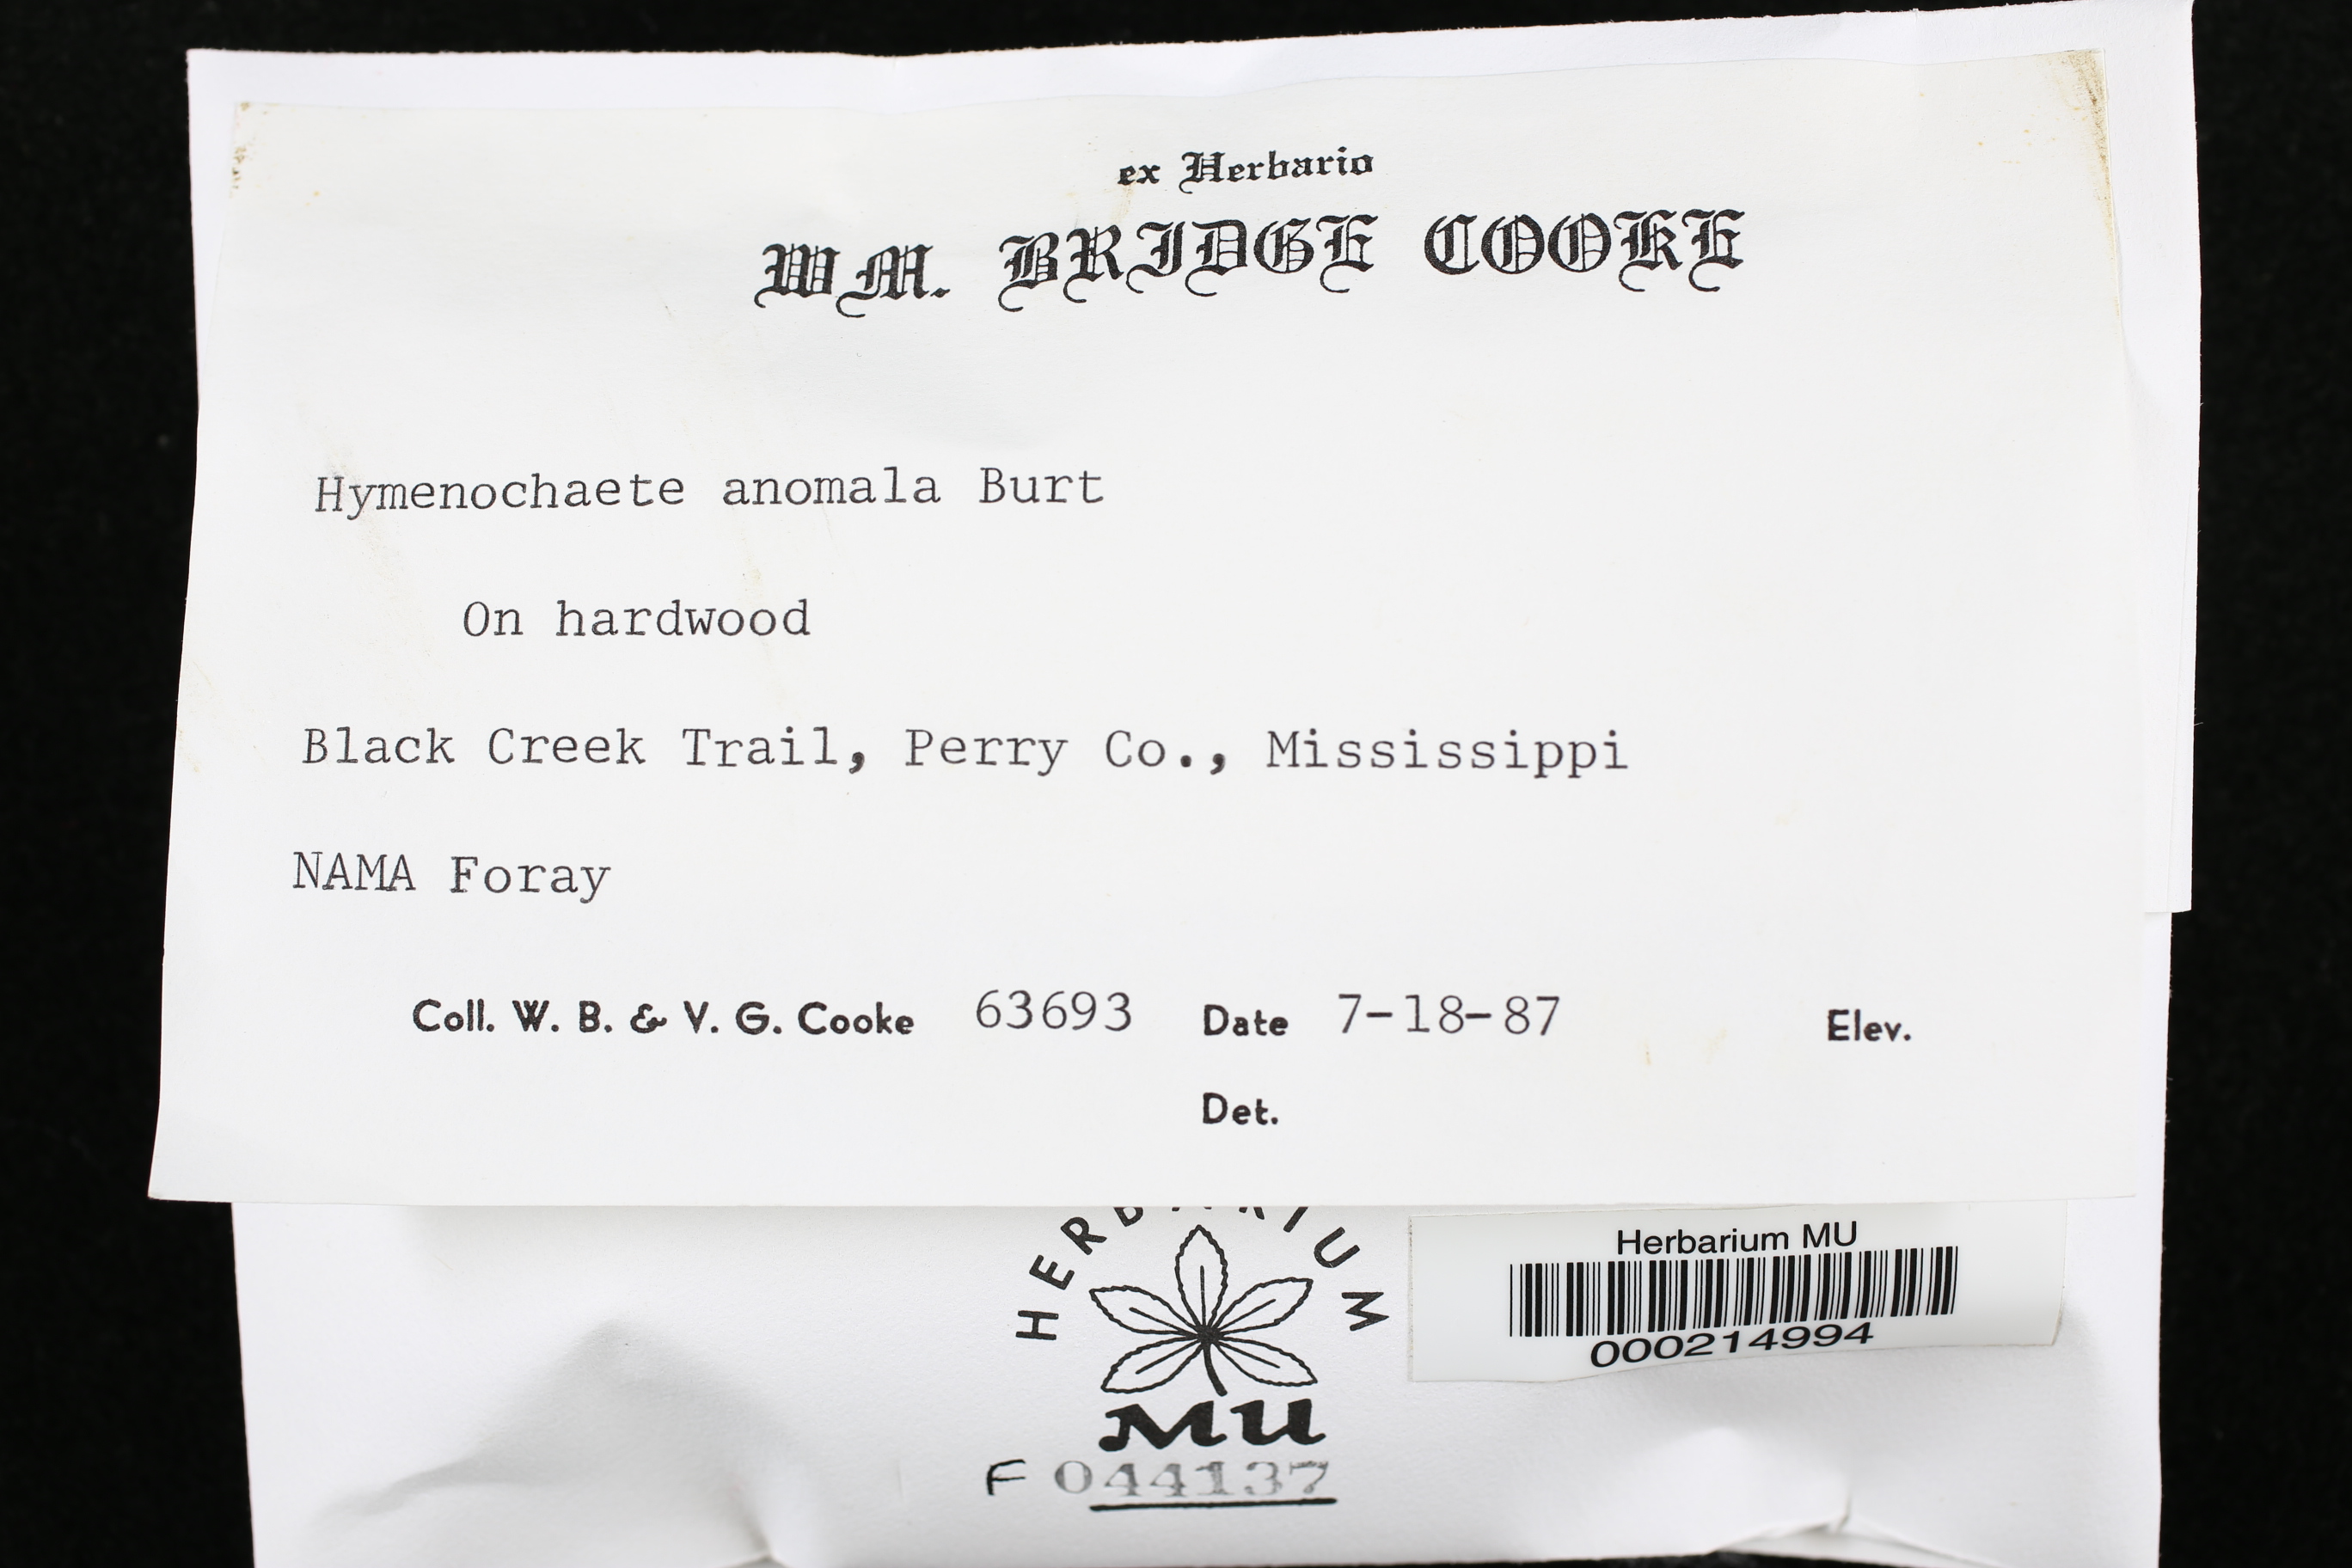 ex Herbario
WM. BRIDGE COOKE
Hymenochaete anomala Burt
On hardwood
Black Creek Trail, Perry Co., Mississippi
NAMA Foray
Coll. W. B. & V. G. Cooke 63693 Date 7-18-87 Elev.
Det.
HERBARIUM
MU
F 044137
Herbarium MU
000214994